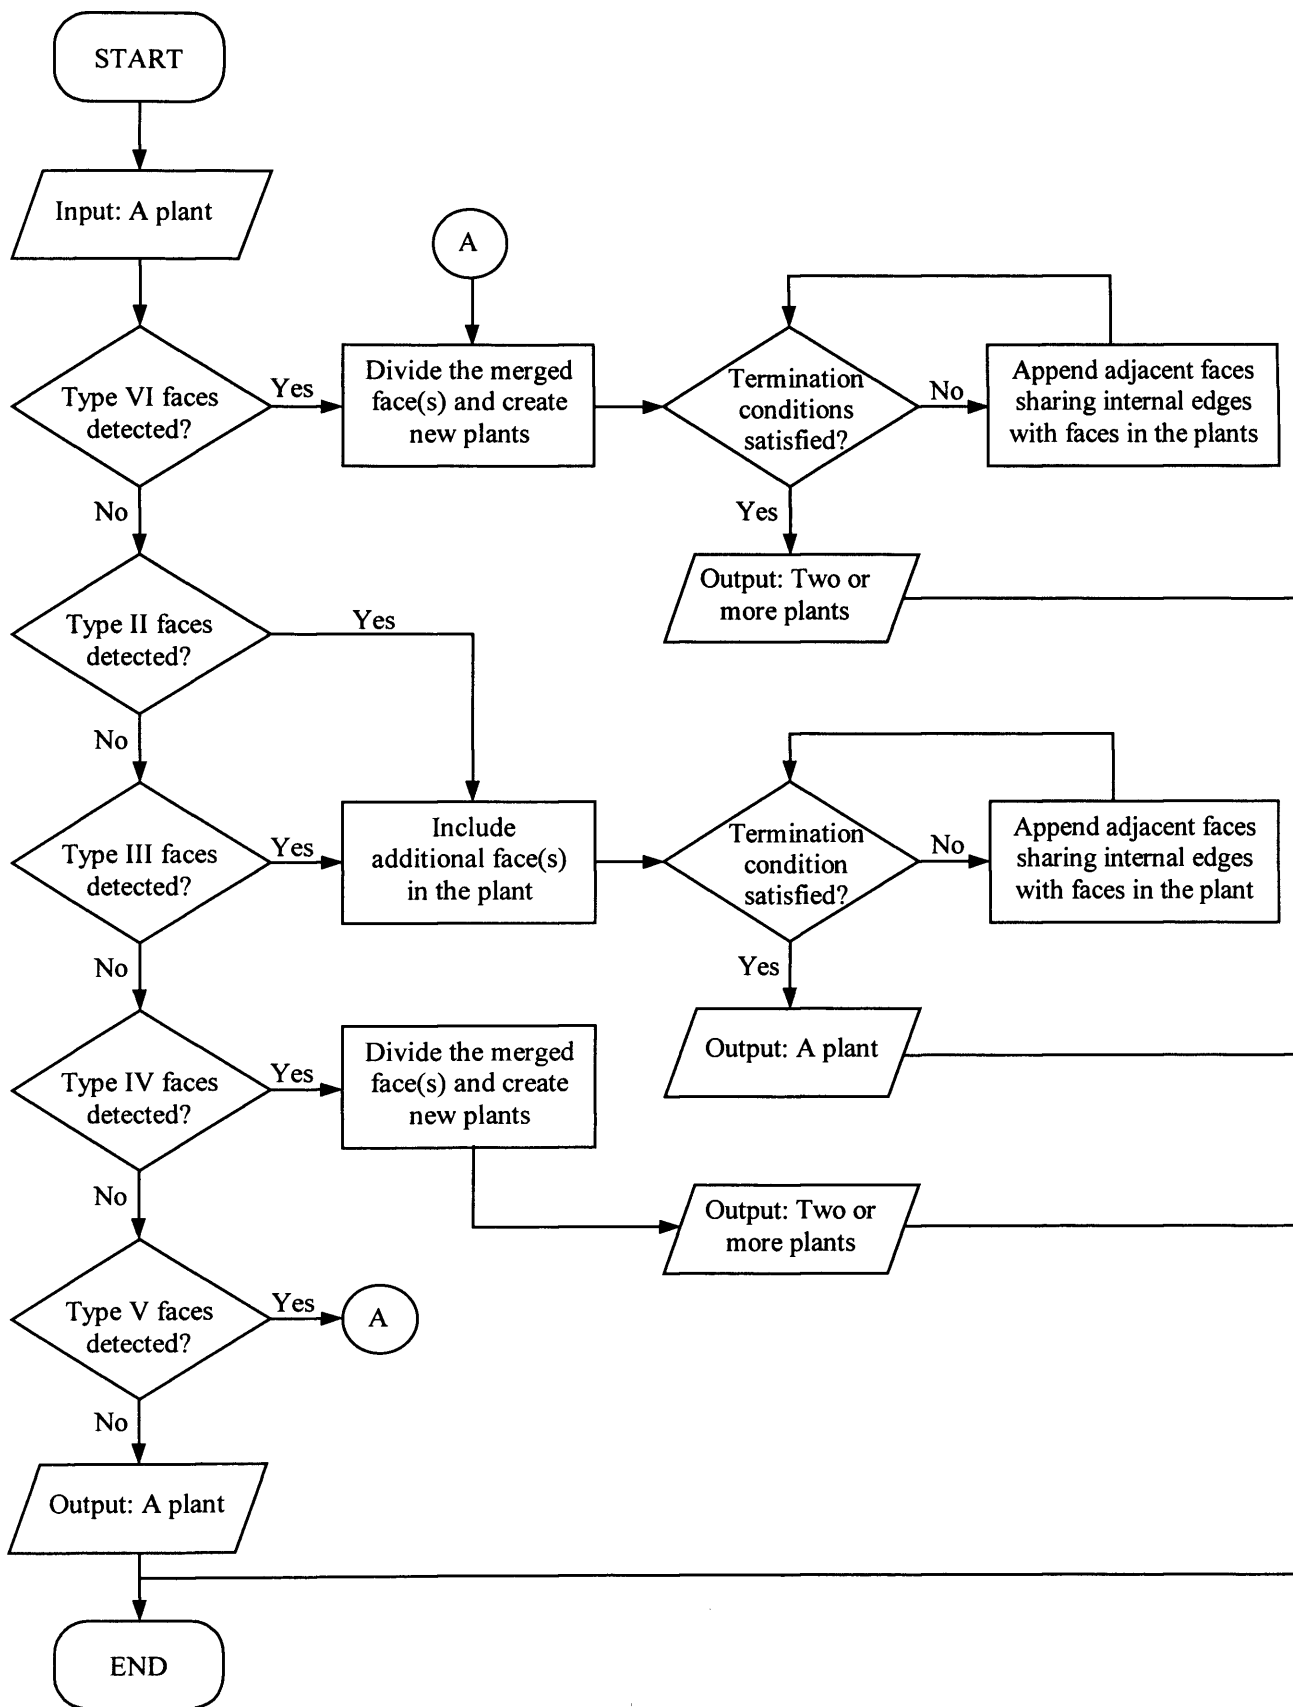 START
Input: A plant
A
Type VI faces
detected?
Yes
Divide the merged
face(s) and create
new plants
Termination
conditions
satisfied?
No
Append adjacent faces
sharing internal edges
with faces in the plants
No
Yes
Output: Two or
more plants
Type II faces
detected?
Yes
No
Type III faces
detected?
Yes
Include
additional face(s)
in the plant
Termination
condition
satisfied?
No
Append adjacent faces
sharing internal edges
with faces in the plant
No
Yes
Output: A plant
Type IV faces
detected?
Yes
Divide the merged
face(s) and create
new plants
No
Output: Two or
more plants
Type V faces
detected?
Yes
A
No
Output: A plant
END